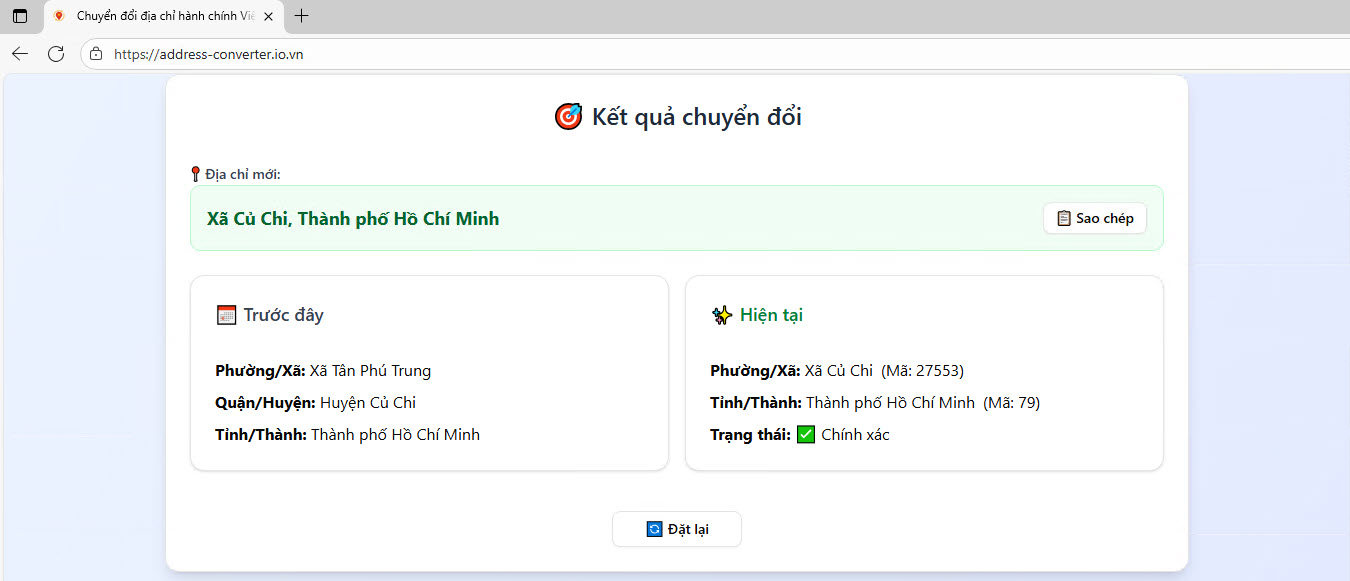 Chuyển đổi địa chỉ hành chính Việ
https://address-converter.io.vn
Kết quả chuyển đổi
Địa chỉ mới:
Xã Củ Chi, Thành phố Hồ Chí Minh
Sao chép
Trước đây
Phường/Xã: Xã Tân Phú Trung
Quận/Huyện: Huyện Củ Chi
Tỉnh/Thành: Thành phố Hồ Chí Minh
Hiện tại
Phường/Xã: Xã Củ Chi (Mã: 27553)
Tỉnh/Thành: Thành phố Hồ Chí Minh (Mã: 79)
Trạng thái: ✅ Chính xác
Đặt lại